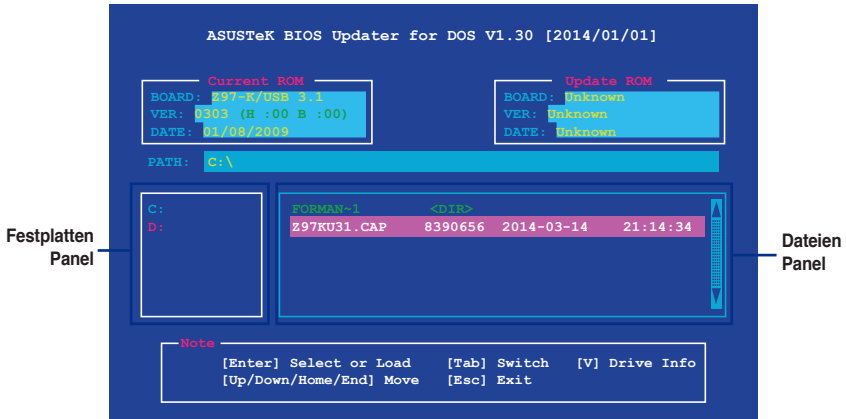 ASUSTeK BIOS Updater for DOS V1.30 [2014/01/01]
Current ROM
BOARD: Z97-K/USB 3.1
VER: 0303 (H :00 B :00)
DATE: 01/08/2009
Update ROM
BOARD: Unknown
VER: Unknown
DATE: Unknown
PATH: C:\
Festplatten
Panel
C:
D:
FORMAN~1 <DIR>
Z97KU31.CAP 8390656 2014-03-14 21:14:34
Dateien
Panel
Note
[Enter] Select or Load [Tab] Switch [V] Drive Info
[Up/Down/Home/End] Move [Esc] Exit